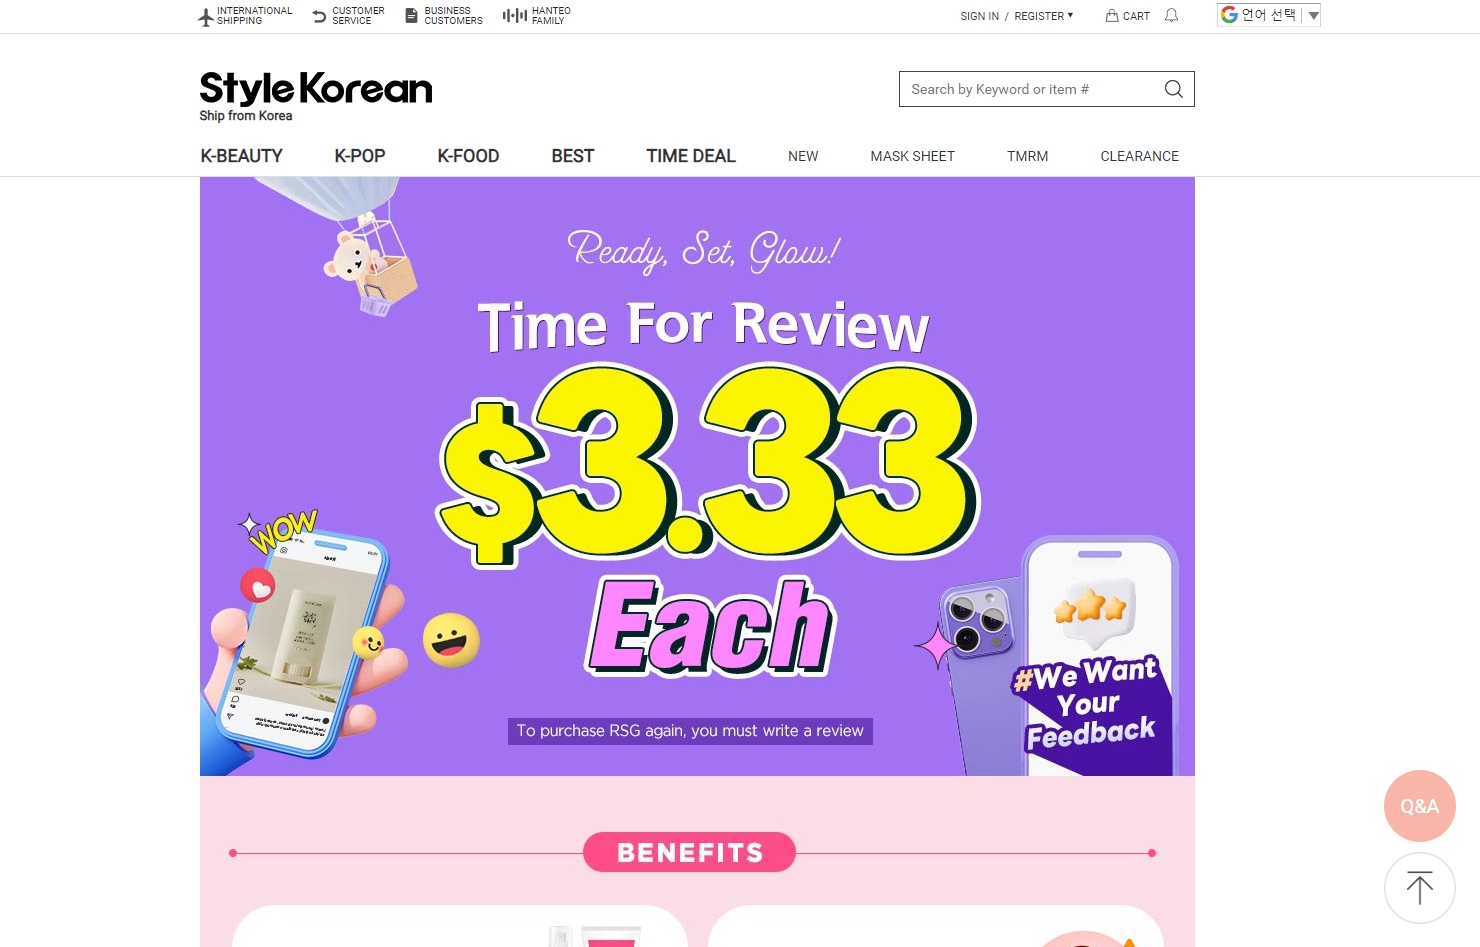 INTERNATIONAL
SHIPPING
CUSTOMER
SERVICE
BUSINESS
CUSTOMERS
HANTEO
FAMILY
SIGN IN / REGISTER ▼
CART
언어 선택 ▼
StyleKorean
Ship from Korea
Search by Keyword or item #
K-BEAUTY
K-POP
K-FOOD
BEST
TIME DEAL
NEW
MASK SHEET
TMRM
CLEARANCE
Ready, Set, Glow!
Time For Review
$3.33
Each
WOW
#We Want
Your
Feedback
To purchase RSG again, you must write a review
BENEFITS
Q&A